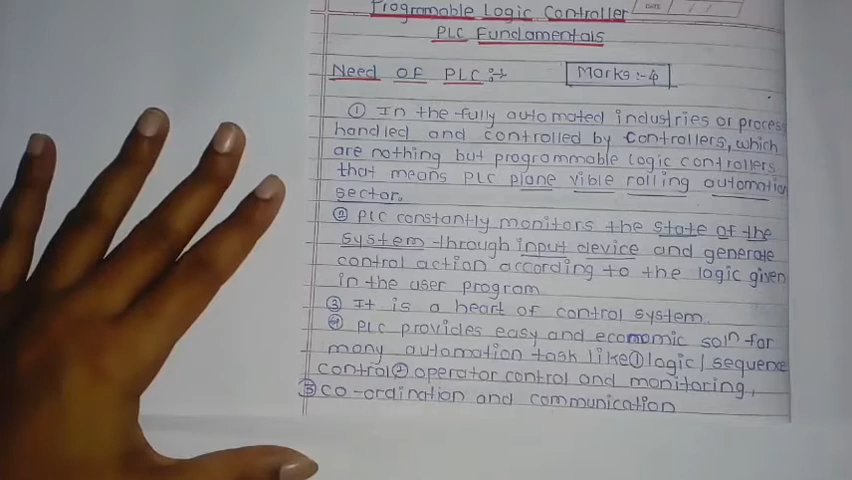 Progmmable Logic Controller
DATE / /
PLC Fundamentals
Need OF PLC :→
Marks :- 4
① In the fully automated industries or process
handled and controlled by controllers, which
are nothing but programmable logic controllers
that means PLC plane vible rolling automation
sector.
② PLC constantly monitors the state of the
system through input device and generate
control action according to the logic given
in the user program
③ It is a heart of control system.
④ PLC provides easy and economic solⁿ for
many automation task like ① logic / sequence
control ② operator control and monitoring,
③ co-ordination and communication